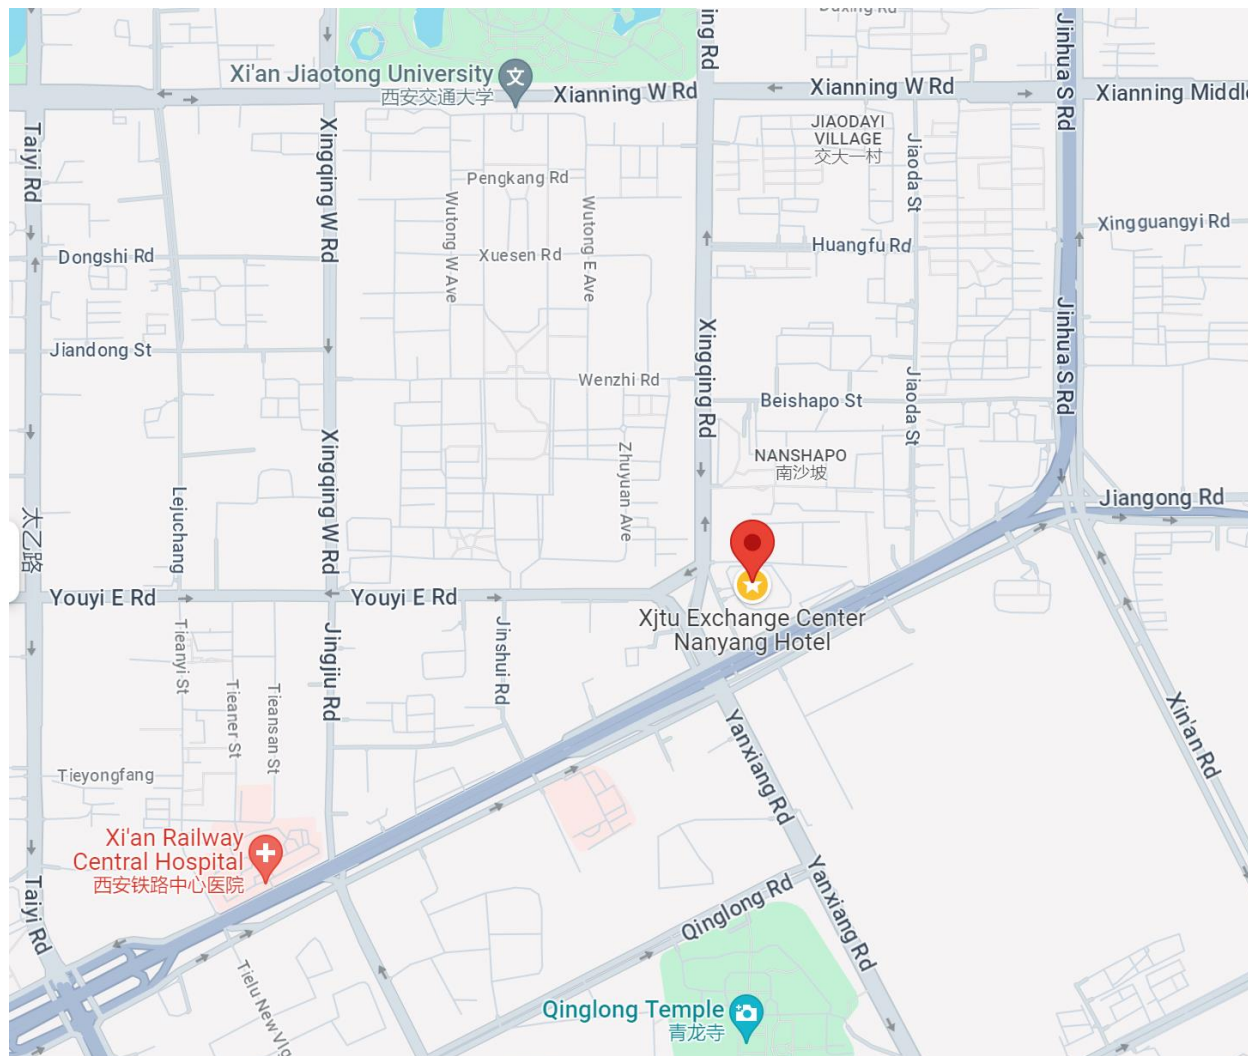 Xi'an Jiaotong University
西安交通大学
Xianning W Rd
Xianning W Rd
Xianning Middle
ing Rd
Jinhua S Rd
Taiyi Rd
Xingqing W Rd
JIAODAYI
VILLAGE
交大一村
Jiaoda St
Pengkang Rd
Wutong W Ave
Wutong E Ave
Xuesen Rd
Huangfu Rd
Xingguangyi Rd
Dongshi Rd
Jiandong St
Xingqing Rd
Jinhua S Rd
Wenzhi Rd
Beishapo St
Jiaoda St
Xingqing W Rd
Zhuyuan Ave
NANSHAPO
南沙坡
Jiangong Rd
太乙路
Lejuchang
Youyi E Rd
Youyi E Rd
Xjtu Exchange Center
Nanyang Hotel
Tieanyi St
Jingjiu Rd
Jinshui Rd
Tieaner St
Tieansan St
Yanxiang Rd
Xin'an Rd
Tieyongfang
Xi'an Railway
Central Hospital
西安铁路中心医院
Taiyi Rd
Qinglong Rd
Yanxiang Rd
Qinglong Temple
青龙寺